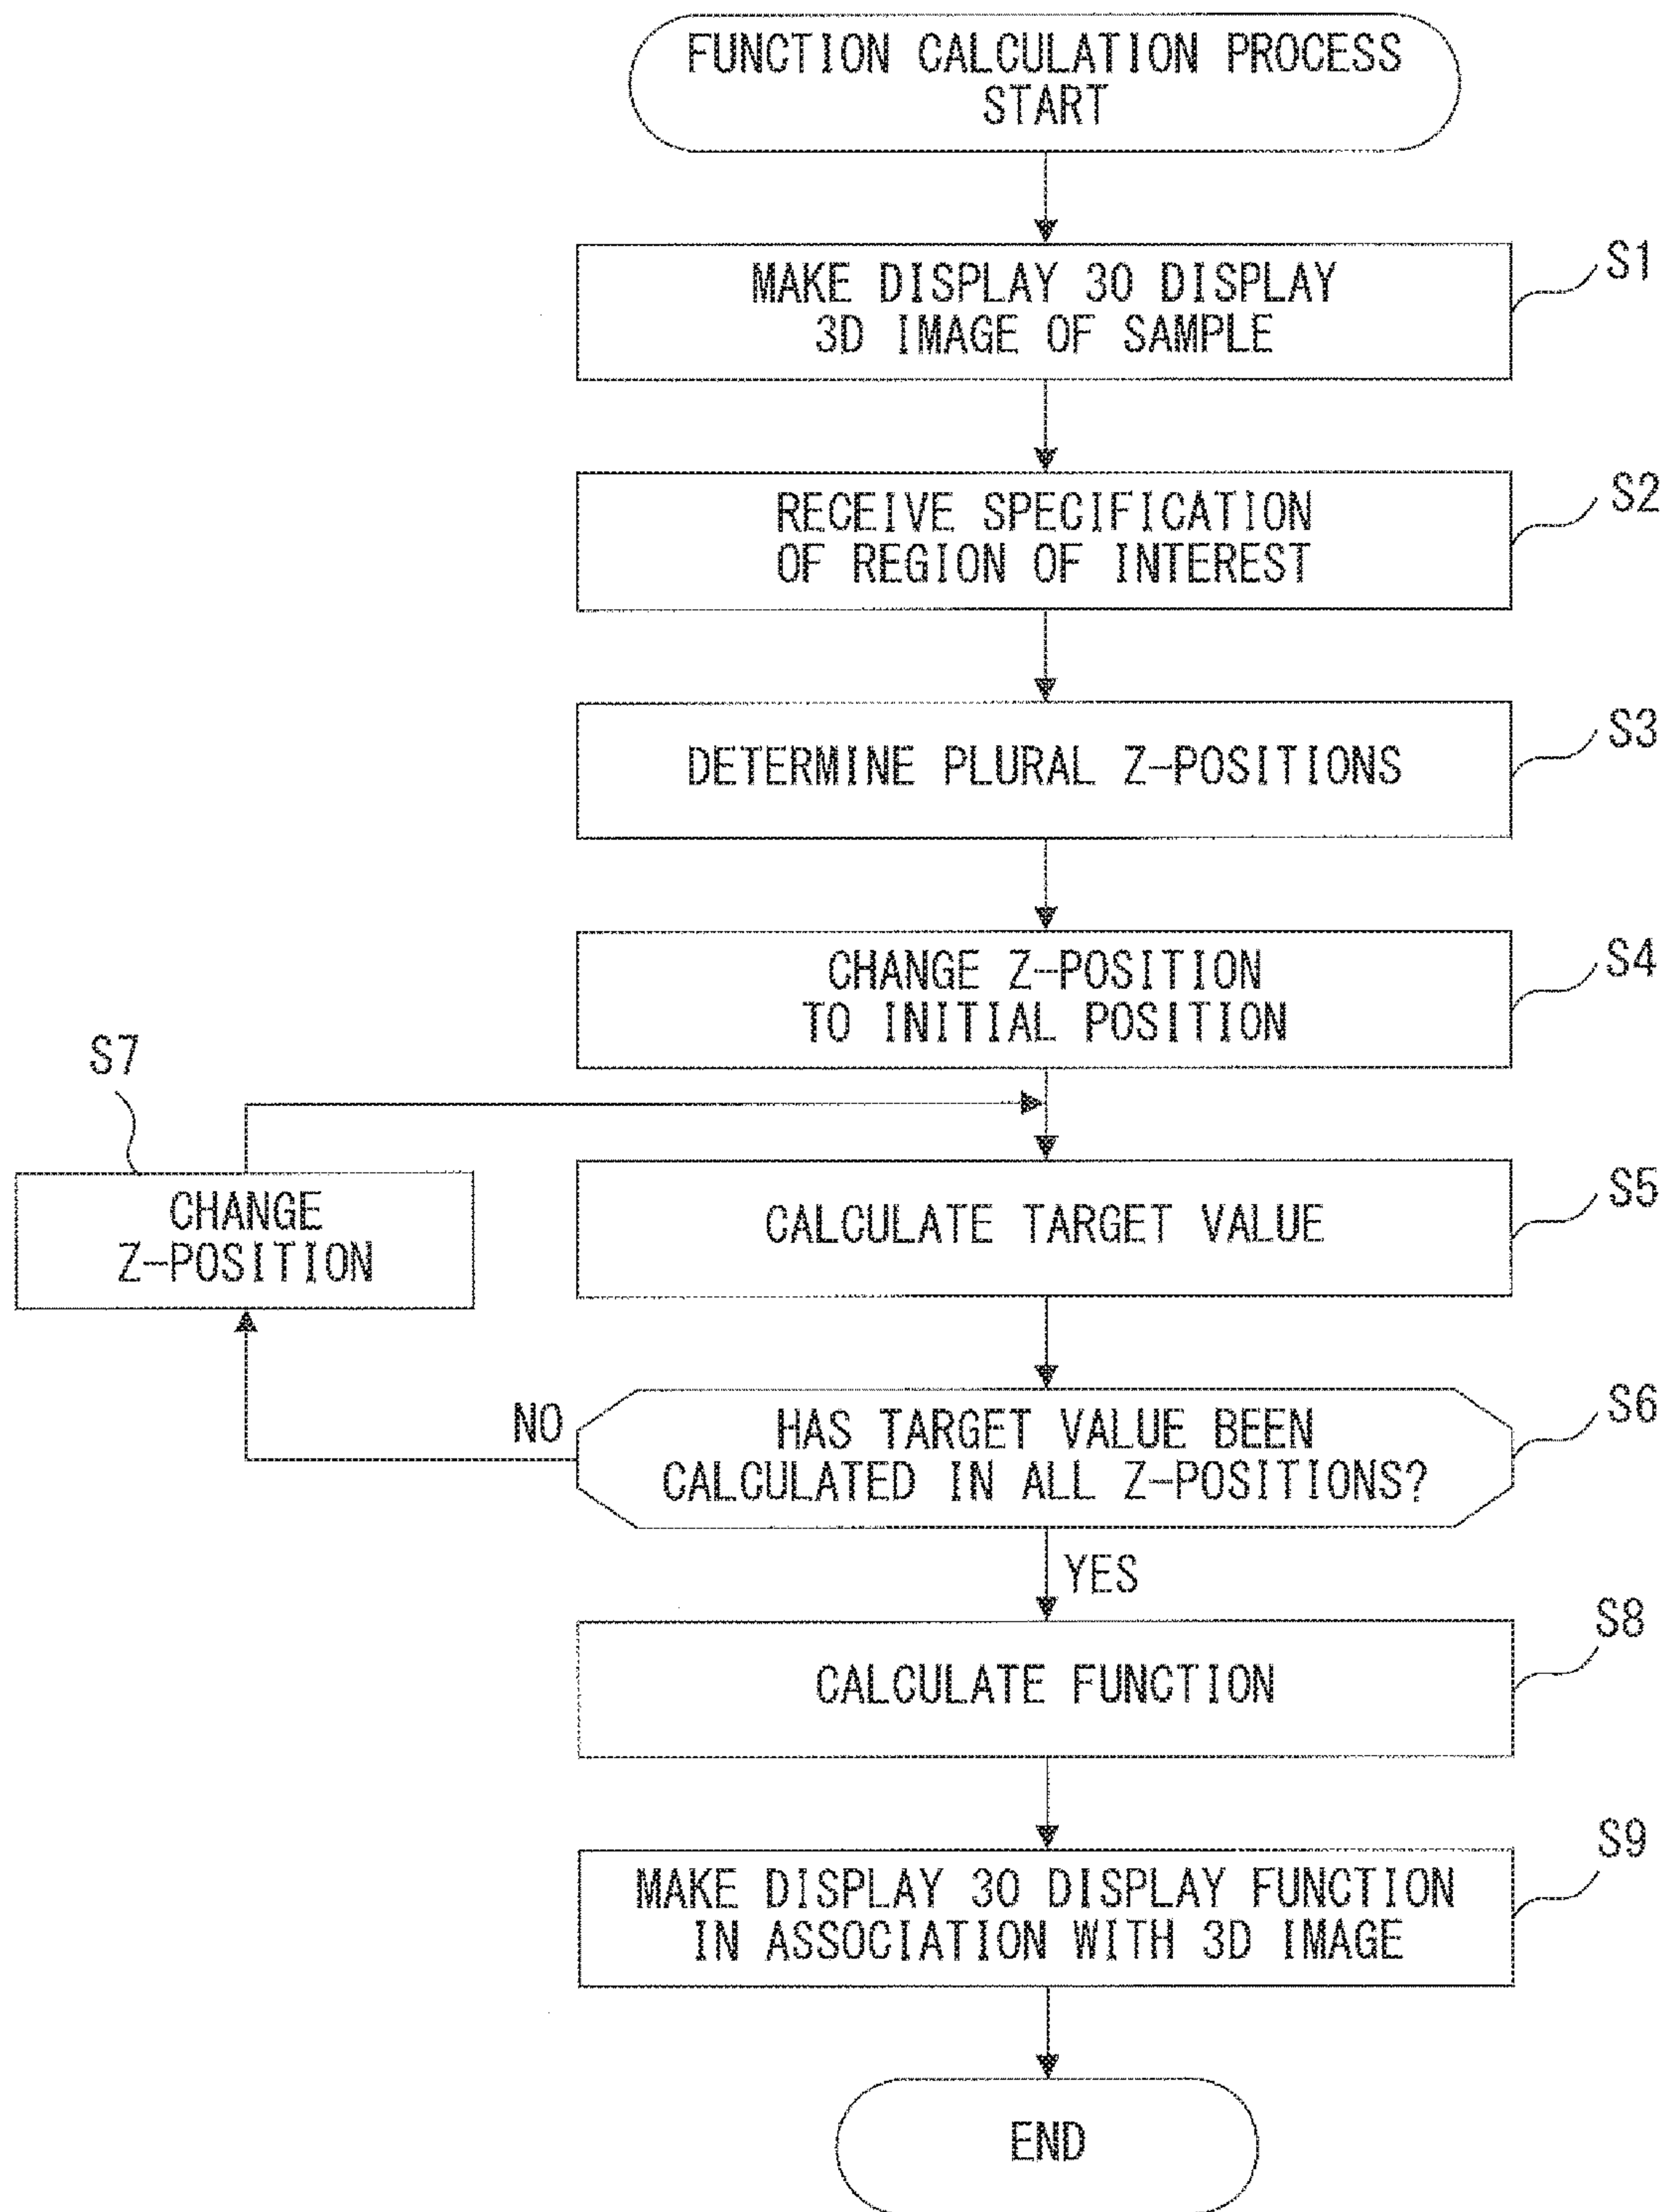 FUNCTION CALCULATION PROCESS
START
S1
MAKE DISPLAY 30 DISPLAY
3D IMAGE OF SAMPLE
S2
RECEIVE SPECIFICATION
OF REGION OF INTEREST
S3
DETERMINE PLURAL Z-POSITIONS
S4
CHANGE Z-POSITION
TO INITIAL POSITION
S7
CHANGE
Z-POSITION
S5
CALCULATE TARGET VALUE
S6
NO
HAS TARGET VALUE BEEN
CALCULATED IN ALL Z-POSITIONS?
YES
S8
CALCULATE FUNCTION
S9
MAKE DISPLAY 30 DISPLAY FUNCTION
IN ASSOCIATION WITH 3D IMAGE
END